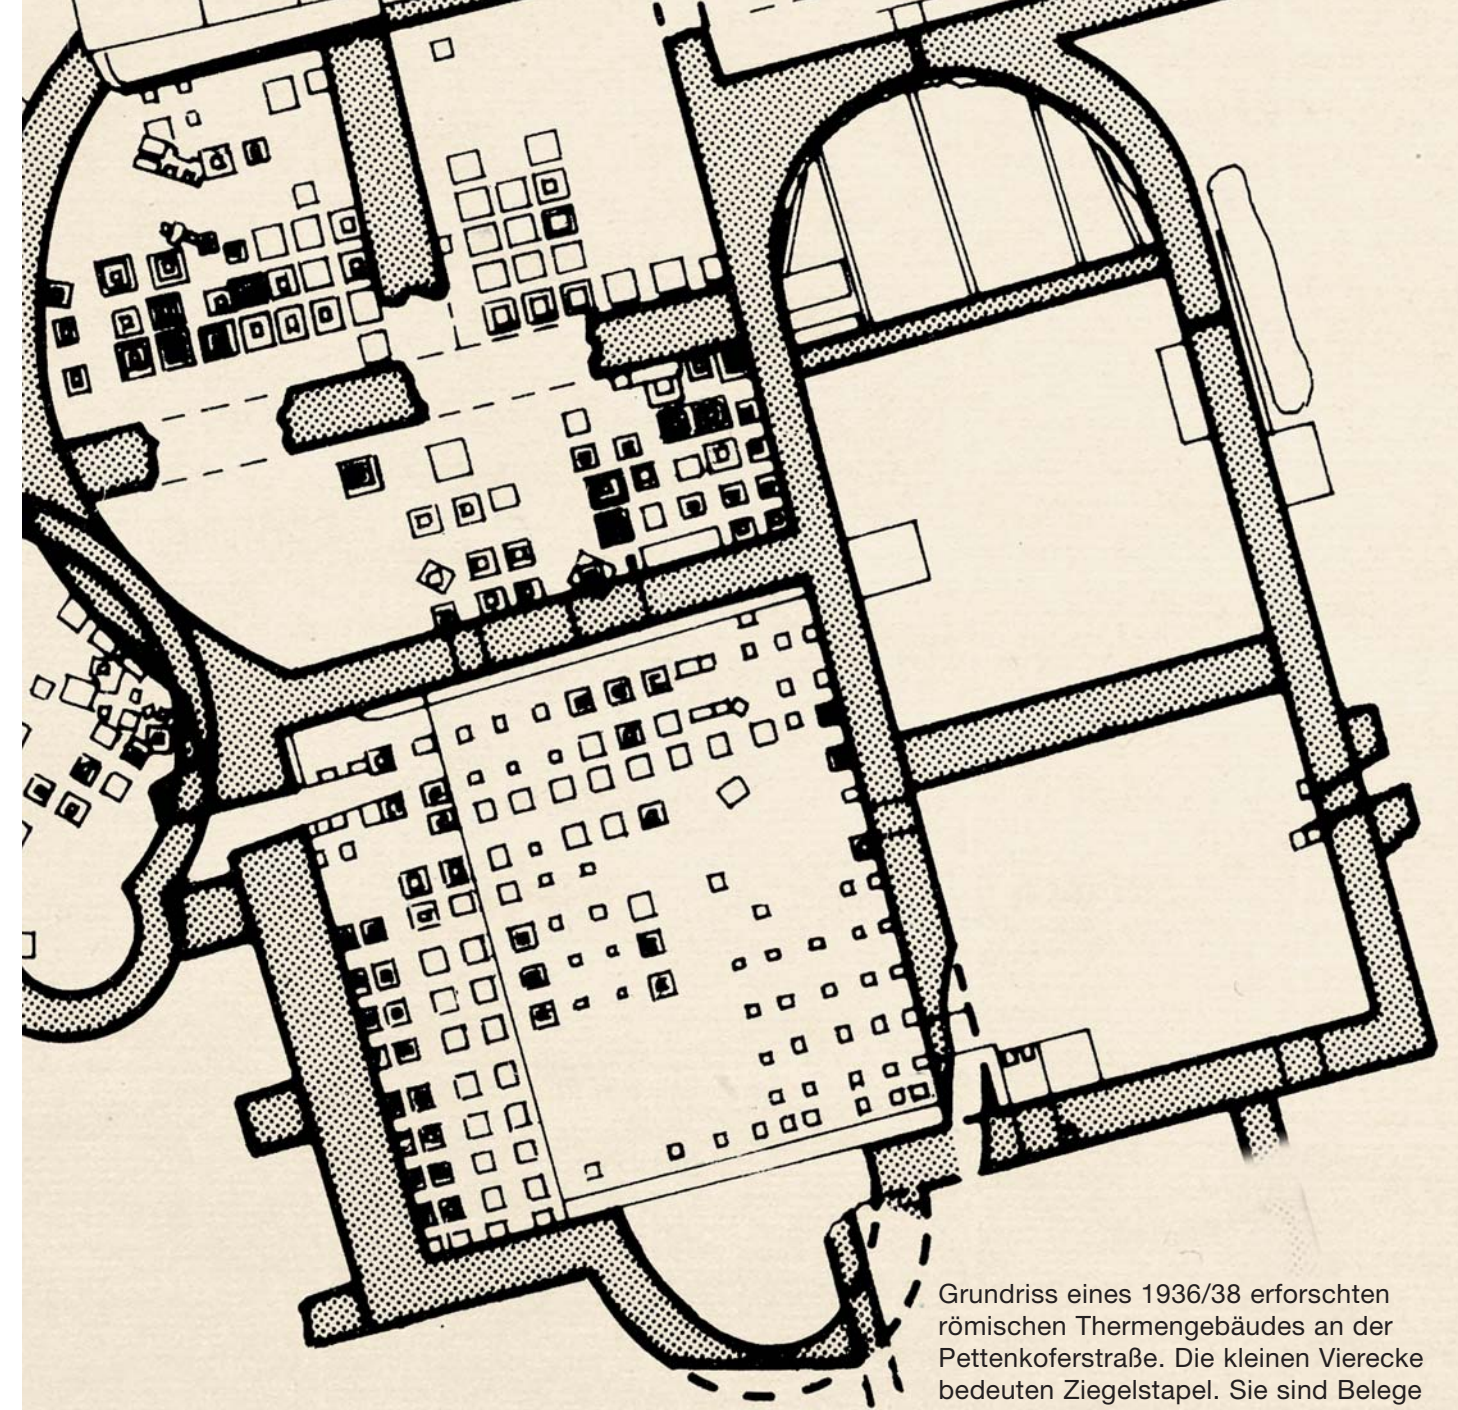 Grundriss eines 1936/38 erforschten
römischen Thermengebäudes an der
Pettenkoferstraße. Die kleinen Vierecke
bedeuten Ziegelstapel. Sie sind Belege